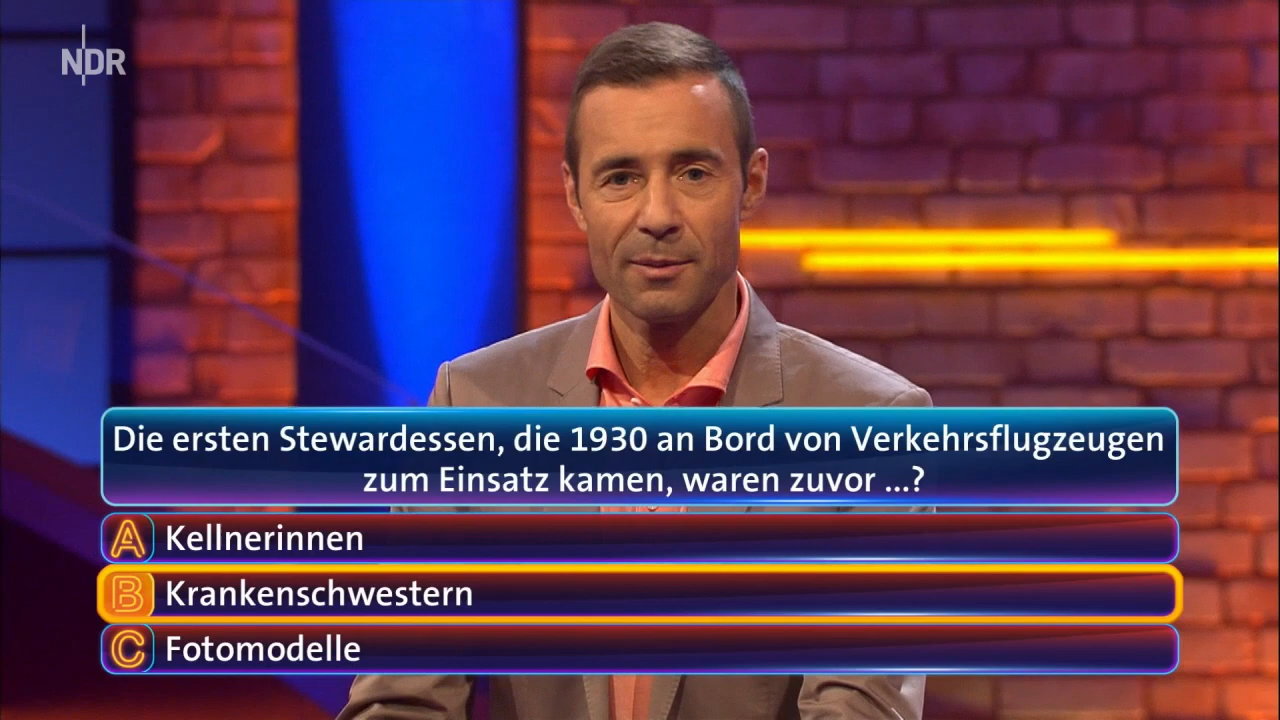 NDR
Die ersten Stewardessen, die 1930 an Bord von Verkehrsflugzeugen
zum Einsatz kamen, waren zuvor ...?
A Kellnerinnen
B Krankenschwestern
C Fotomodelle